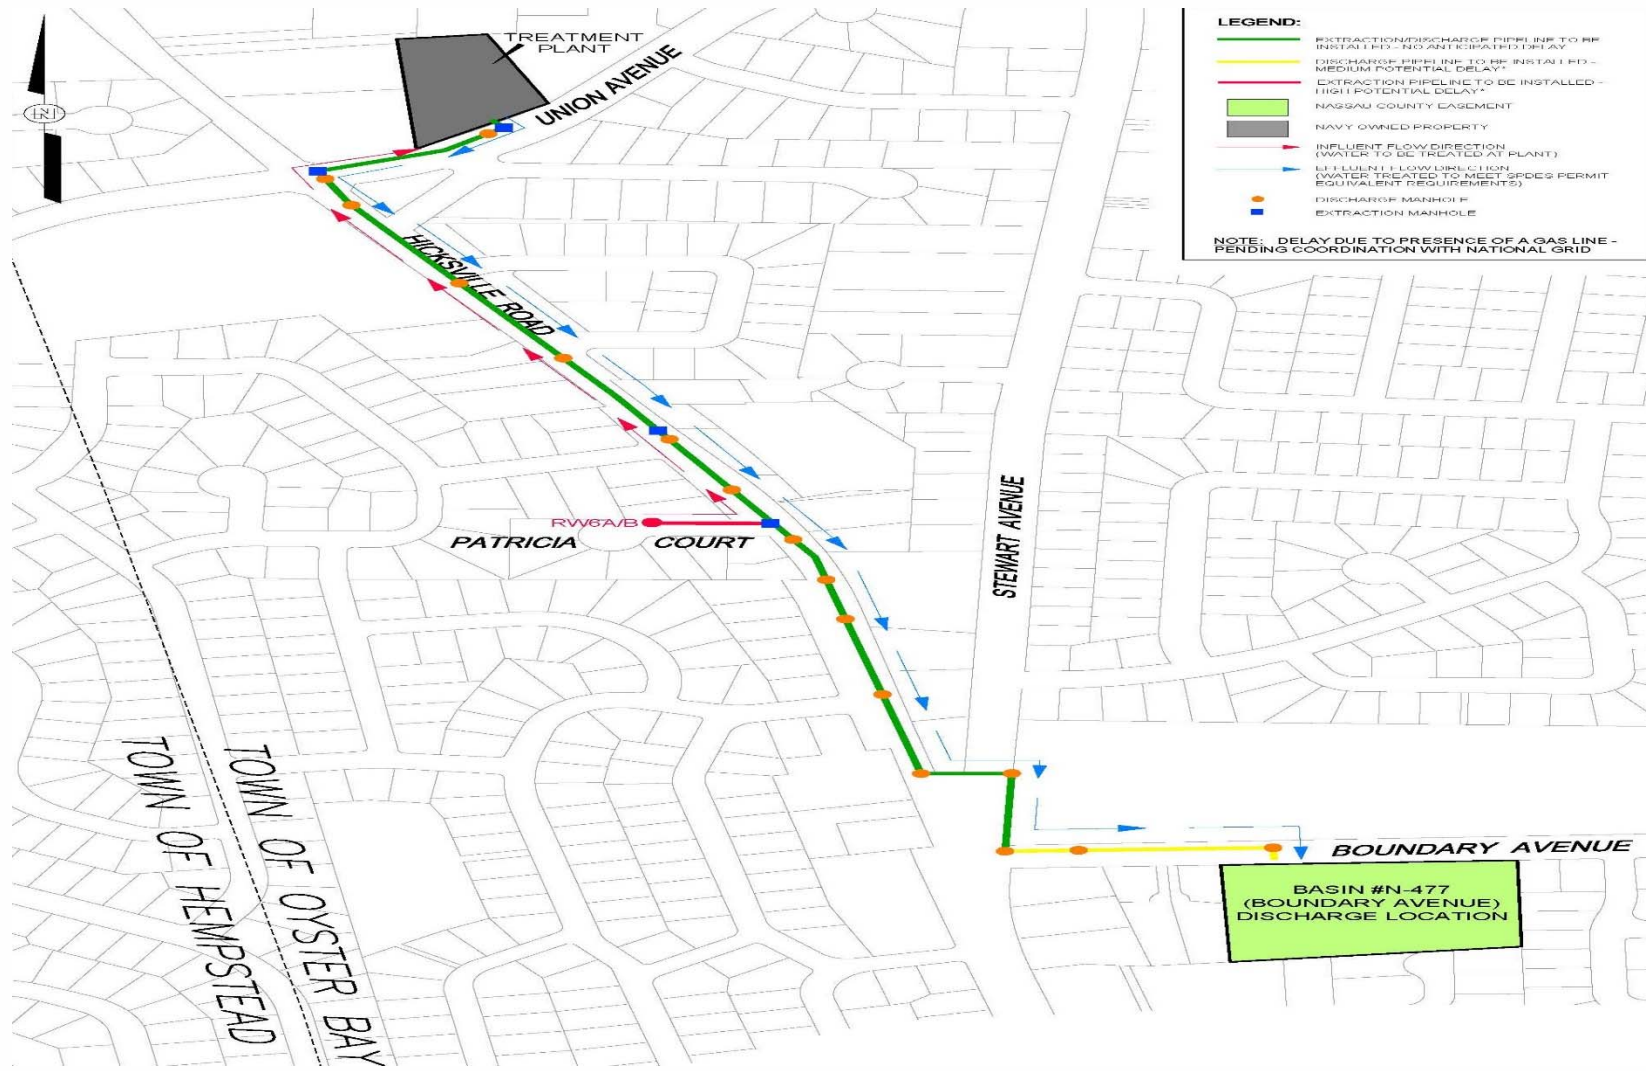 LEGEND:
EXTRACTION/DISCHARGE PIPELINE TO BE
INSTALLED - NO ANTICIPATED DELAY
DISCHARGE PIPELINE TO BE INSTALLED -
MEDIUM POTENTIAL DELAY*
EXTRACTION PIPELINE TO BE INSTALLED -
HIGH POTENTIAL DELAY*
NASSAU COUNTY EASEMENT
NAVY OWNED PROPERTY
INFLUENT FLOW DIRECTION
(WATER TO BE TREATED AT PLANT)
EFFLUENT FLOW DIRECTION
(WATER TREATED TO MEET SPDES PERMIT
EQUIVALENT REQUIREMENTS)
DISCHARGE MANHOLE
EXTRACTION MANHOLE
NOTE: DELAY DUE TO PRESENCE OF A GAS LINE -
PENDING COORDINATION WITH NATIONAL GRID
TREATMENT
PLANT
UNION AVENUE
N
HICKSVILLE ROAD
STEWART AVENUE
RW6A/B
PATRICIA COURT
BOUNDARY AVENUE
BASIN #N-477
(BOUNDARY AVENUE)
DISCHARGE LOCATION
TOWN OF OYSTER BAY
TOWN OF HEMPSTEAD